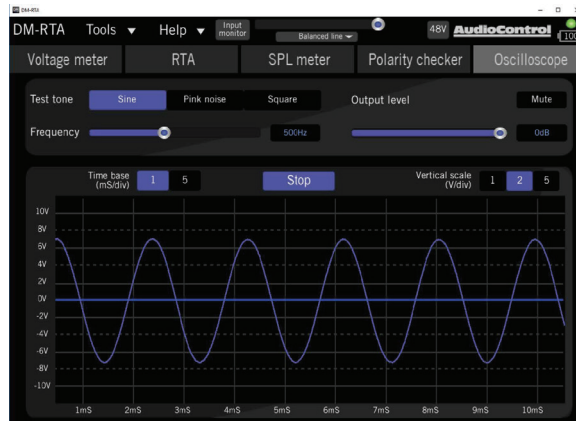 DM-RTA
DM-RTA Tools Help Input monitor Balanced line 48V AudioControl 100
Voltage meter RTA SPL meter Polarity checker Oscilloscope
Test tone Sine Pink noise Square Output level Mute
Frequency 500Hz 0dB
Time base (mS/div) 1 5 Stop Vertical scale (V/div) 1 2 5
10V
8V
6V
4V
2V
0V
-2V
-4V
-6V
-8V
-10V
1mS 2mS 3mS 4mS 5mS 6mS 7mS 8mS 9mS 10mS